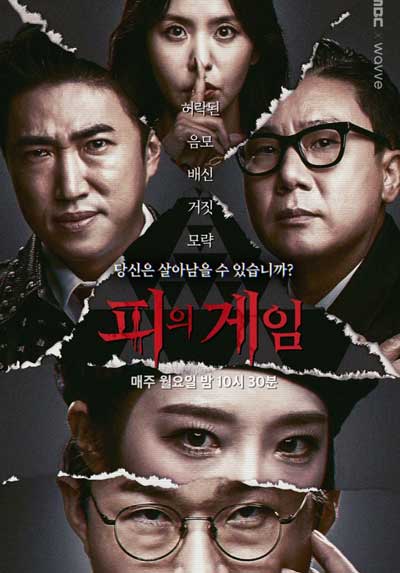 MBC x wavve
허락된
음모
배신
거짓
모략
당신은 살아남을 수 있습니까?
피의 게임
매주 월요일 밤 10시 30분